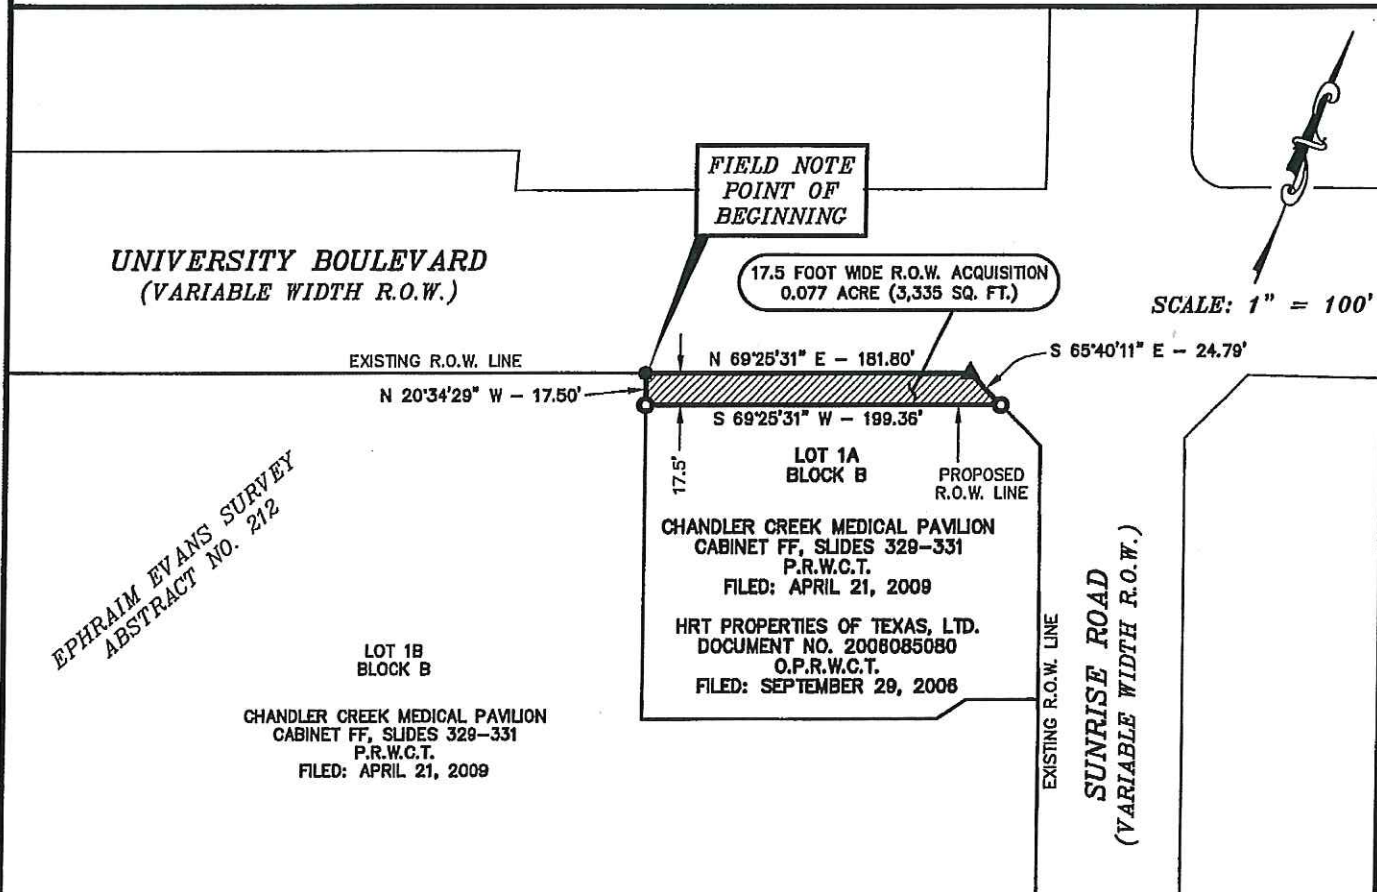 FIELD NOTE
POINT OF
BEGINNING
UNIVERSITY BOULEVARD
(VARIABLE WIDTH R.O.W.)
17.5 FOOT WIDE R.O.W. ACQUISITION
0.077 ACRE (3,335 SQ. FT.)
SCALE: 1" = 100'
EXISTING R.O.W. LINE
N 69°25'31" E - 181.80'
S 65°40'11" E - 24.79'
N 20°34'29" W - 17.50'
S 69°25'31" W - 199.36'
17.5'
LOT 1A
BLOCK B
PROPOSED
R.O.W. LINE
EPHRAIM EVANS SURVEY
ABSTRACT NO. 212
CHANDLER CREEK MEDICAL PAVILION
CABINET FF, SLIDES 329-331
P.R.W.C.T.
FILED: APRIL 21, 2009
HRT PROPERTIES OF TEXAS, LTD.
DOCUMENT NO. 2006085080
O.P.R.W.C.T.
FILED: SEPTEMBER 29, 2006
LOT 1B
BLOCK B
CHANDLER CREEK MEDICAL PAVILION
CABINET FF, SLIDES 329-331
P.R.W.C.T.
FILED: APRIL 21, 2009
EXISTING R.O.W. LINE
SUNRISE ROAD
(VARIABLE WIDTH R.O.W.)